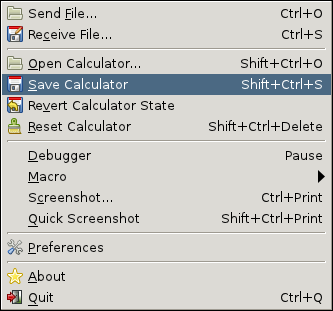 Send File... Ctrl+O
Receive File... Ctrl+S
Open Calculator... Shift+Ctrl+O
Save Calculator Shift+Ctrl+S
Revert Calculator State
Reset Calculator Shift+Ctrl+Delete
Debugger Pause
Macro
Screenshot... Ctrl+Print
Quick Screenshot Shift+Ctrl+Print
Preferences
About
Quit Ctrl+Q